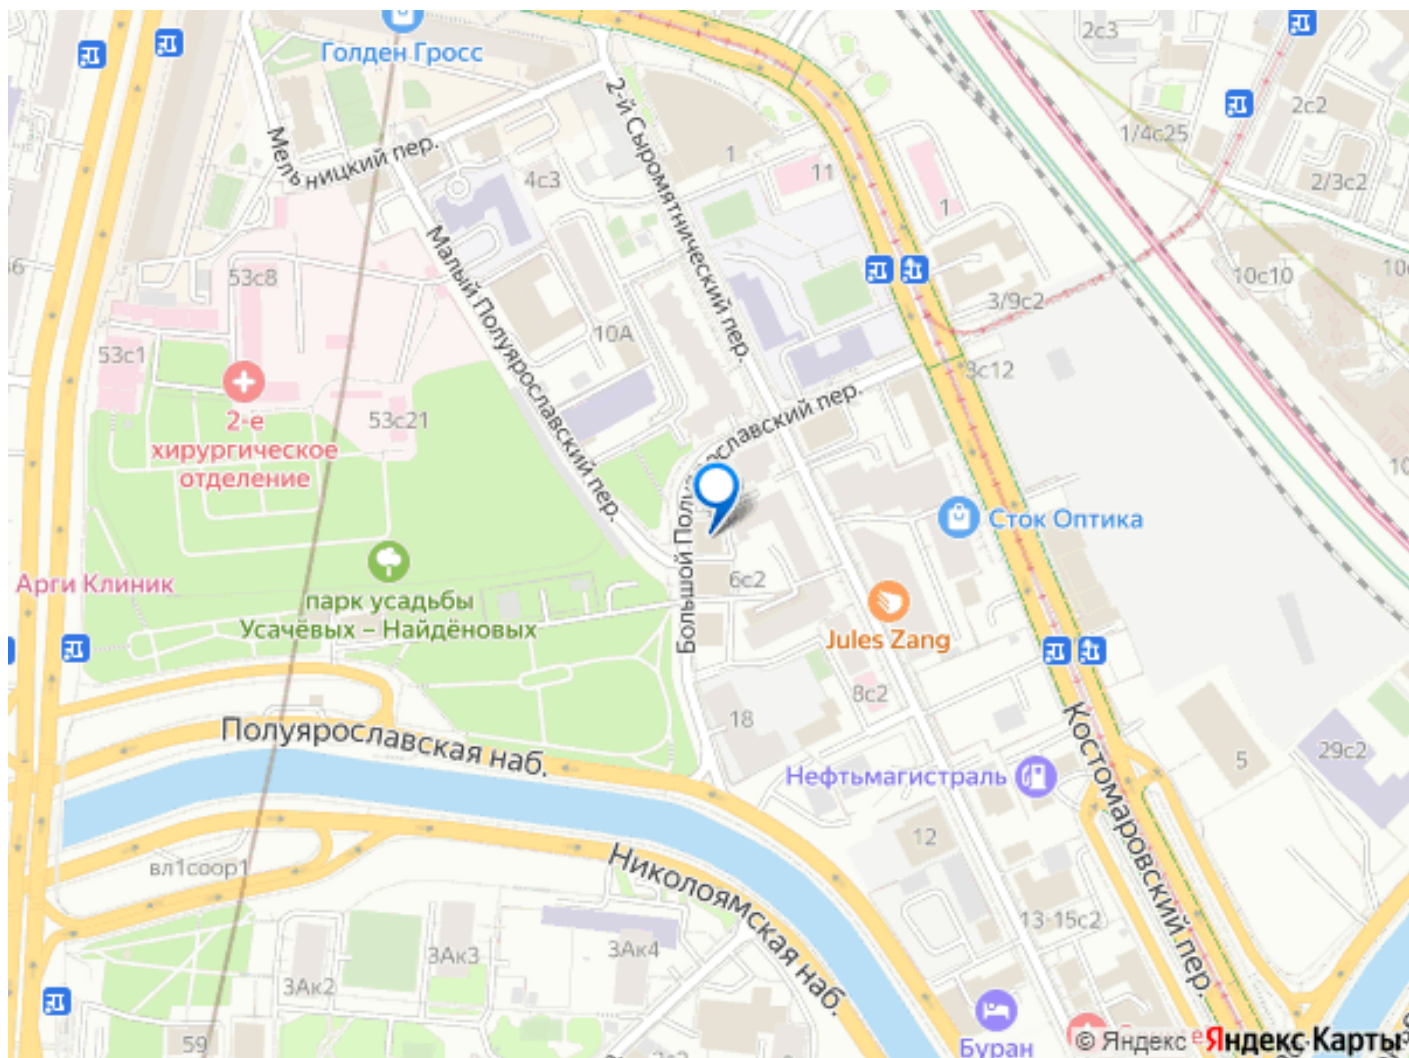 Голден Гросс
2с3
2с2
1/4с25
2/3с2
Мельницкий пер.
2-й Сыромятнический пер.
4с3
1
11
1
Малый Полуярославский пер.
53с8
10с10
3/9с2
10А
53с1
3с12
53с21
2-е
хирургическое
отделение
Большой Полуярославский пер.
Сток Оптика
Арги Клиник
6с2
парк усадьбы
Усачёвых – Найдёновых
Jules Zang
8с2
18
Полуярославская наб.
Костомаровский пер.
5
29с2
Нефтьмагистраль
12
вл1соор1
Николоямская наб.
13-15с2
3Ак3
3Ак4
3Ак2
59
Буран
© Яндекс Яндекс Карты